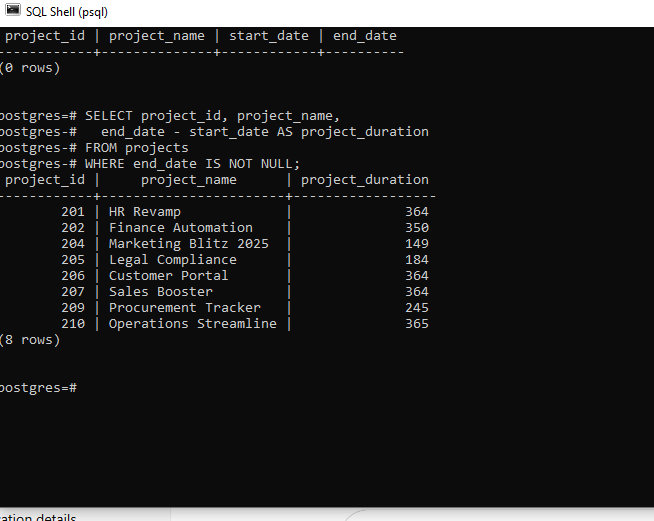 SQL Shell (psql)
project_id | project_name | start_date | end_date
------------+--------------+------------+----------
(0 rows)
postgres=# SELECT project_id, project_name,
postgres-#   end_date - start_date AS project_duration
postgres-# FROM projects
postgres-# WHERE end_date IS NOT NULL;
project_id |     project_name      | project_duration
------------+-----------------------+------------------
201 | HR Revamp             |              364
202 | Finance Automation    |              350
204 | Marketing Blitz 2025  |              149
205 | Legal Compliance      |              184
206 | Customer Portal       |              364
207 | Sales Booster         |              364
209 | Procurement Tracker   |              245
210 | Operations Streamline |              365
(8 rows)
postgres=#
details